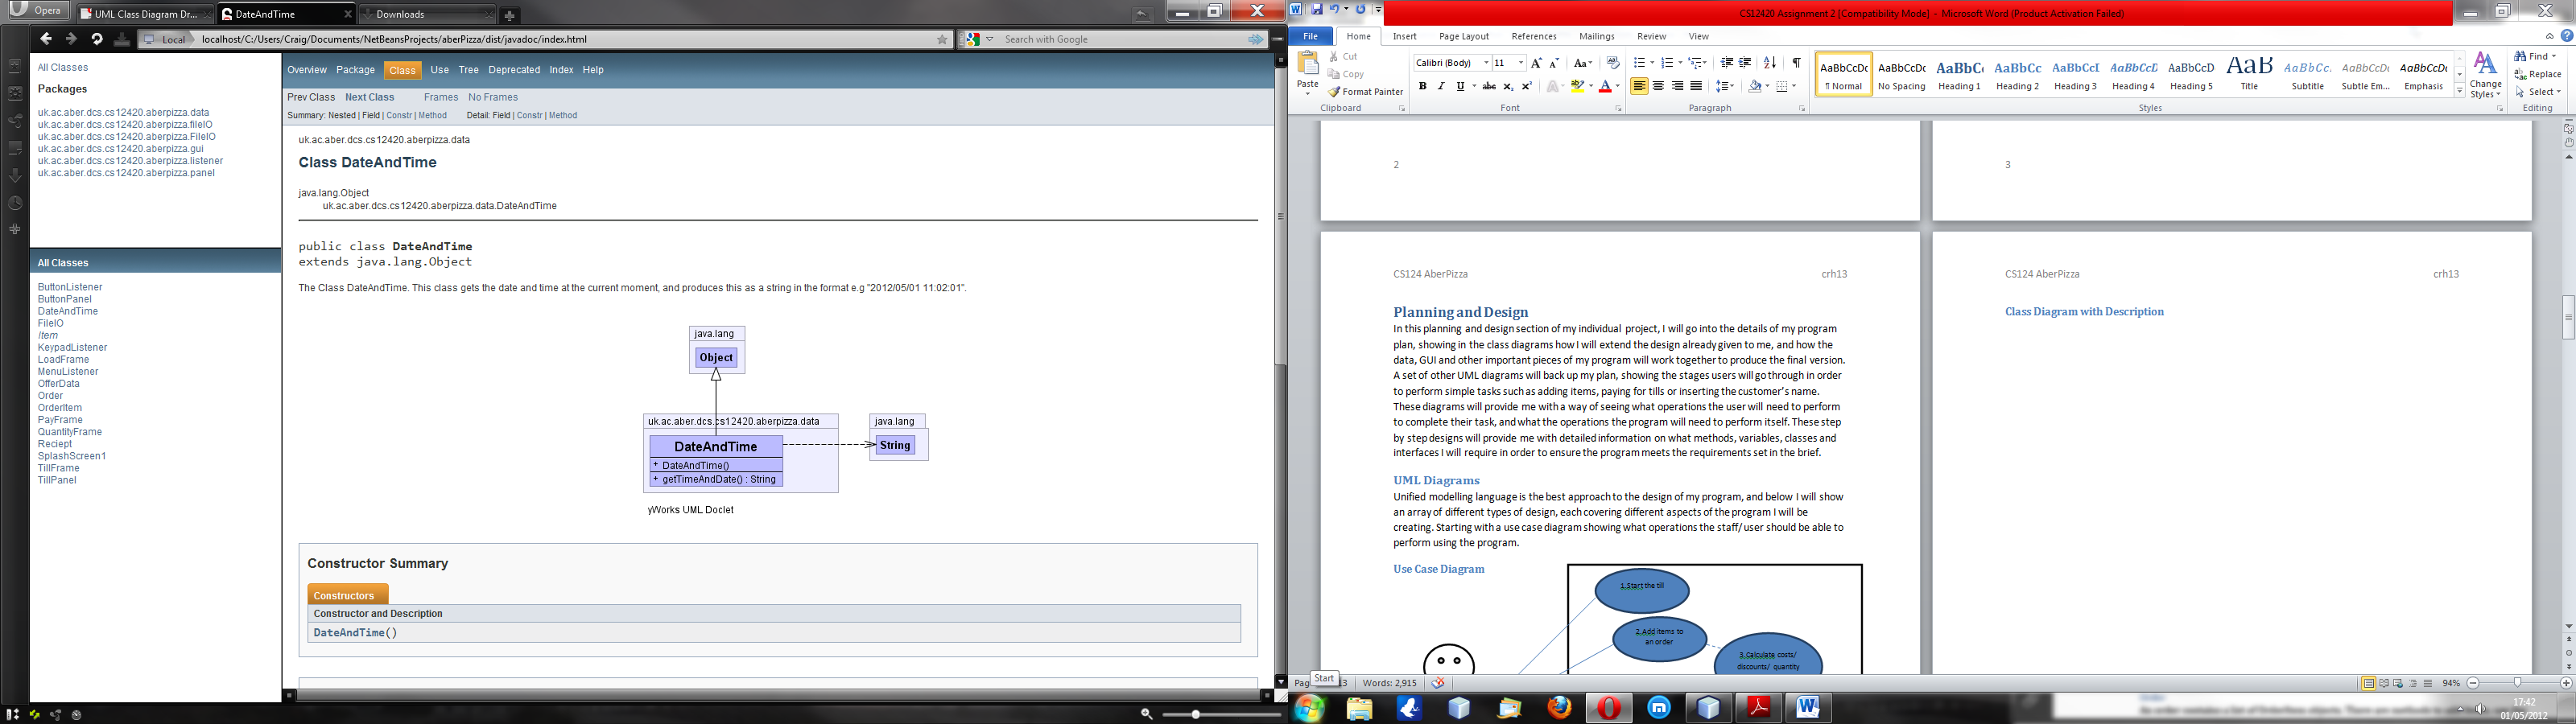 Opera
UML Class Diagram Dr...
DateAndTime
Downloads
Local
localhost/C:/Users/Craig/Documents/NetBeansProjects/aberPizza/dist/javadoc/index.html
Search with Google
All Classes
Packages
uk.ac.aber.dcs.cs12420.aberpizza.data
uk.ac.aber.dcs.cs12420.aberpizza.fileIO
uk.ac.aber.dcs.cs12420.aberpizza.FileIO
uk.ac.aber.dcs.cs12420.aberpizza.gui
uk.ac.aber.dcs.cs12420.aberpizza.listener
uk.ac.aber.dcs.cs12420.aberpizza.panel
All Classes
ButtonListener
ButtonPanel
DateAndTime
FileIO
Item
KeypadListener
LoadFrame
MenuListener
OfferData
Order
OrderItem
PayFrame
QuantityFrame
Reciept
SplashScreen1
TillFrame
TillPanel
Overview Package Class Use Tree Deprecated Index Help
Prev Class Next Class Frames No Frames
Summary: Nested | Field | Constr | Method Detail: Field | Constr | Method
uk.ac.aber.dcs.cs12420.aberpizza.data
Class DateAndTime
java.lang.Object
uk.ac.aber.dcs.cs12420.aberpizza.data.DateAndTime
public class DateAndTime
extends java.lang.Object
The Class DateAndTime. This class gets the date and time at the current moment, and produces this as a string in the format e.g "2012/05/01 11:02:01".
java.lang
Object
uk.ac.aber.dcs.cs12420.aberpizza.data
java.lang
DateAndTime
String
+ DateAndTime()
+ getTimeAndDate() : String
yWorks UML Doclet
Constructor Summary
Constructors
Constructor and Description
DateAndTime()
CS12420 Assignment 2 [Compatibility Mode] - Microsoft Word (Product Activation Failed)
File Home Insert Page Layout References Mailings Review View
Paste
Cut
Copy
Format Painter
Clipboard
Calibri (Body) 11
Font
Paragraph
AaBbCcDc AaBbCcDc AaBbC AaBbCc AaBbCcI AaBbCcD AaBbCcD AaB AaBbCc. AaBbCcDc AaBbCcDc
¶ Normal No Spacing Heading 1 Heading 2 Heading 3 Heading 4 Heading 5 Title Subtitle Subtle Em... Emphasis
Styles
Change Styles
Find
Replace
Select
Editing
2
3
CS124 AberPizza crh13
Planning and Design
In this planning and design section of my individual project, I will go into the details of my program
plan, showing in the class diagrams how I will extend the design already given to me, and how the
data, GUI and other important pieces of my program will work together to produce the final version.
A set of other UML diagrams will back up my plan, showing the stages users will go through in order
to perform simple tasks such as adding items, paying for tills or inserting the customer's name.
These diagrams will provide me with a way of seeing what operations the user will need to perform
to complete their task, and what the operations the program will need to perform itself. These step
by step designs will provide me with detailed information on what methods, variables, classes and
interfaces I will require in order to ensure the program meets the requirements set in the brief.
UML Diagrams
Unified modelling language is the best approach to the design of my program, and below I will show
an array of different types of design, each covering different aspects of the program I will be
creating. Starting with a use case diagram showing what operations the staff/ user should be able to
perform using the program.
Use Case Diagram
1.Start the till
2.Add items to
an order
3.Calculate costs/
discounts/ quantity
CS124 AberPizza crh13
Class Diagram with Description
Pag
Start
13
Words: 2,915
94%
17:42
01/05/2012